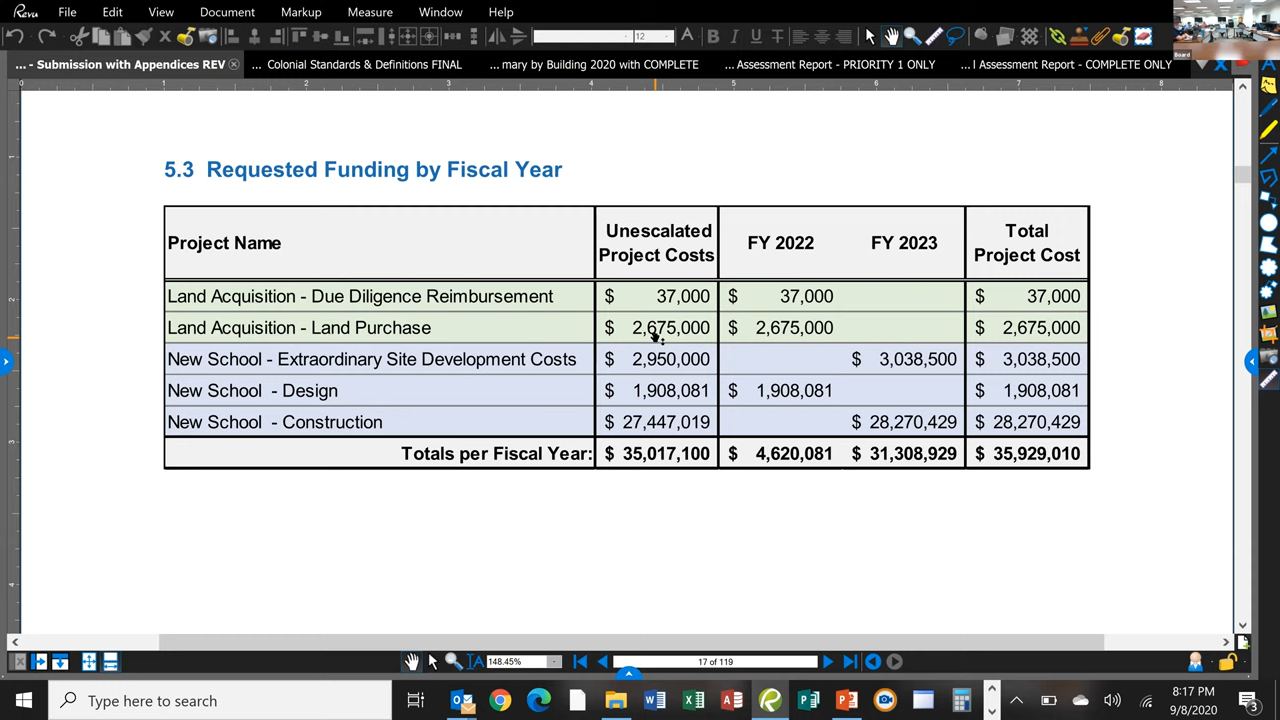 Revu File Edit View Document Markup Measure Window Help
12
Board
... - Submission with Appendices REV
Colonial Standards & Definitions FINAL
...mary by Building 2020 with COMPLETE
... Assessment Report - PRIORITY 1 ONLY
...l Assessment Report - COMPLETE ONLY
5.3 Requested Funding by Fiscal Year
Project Name Unescalated Project Costs FY 2022 FY 2023 Total Project Cost
Land Acquisition - Due Diligence Reimbursement $ 37,000 $ 37,000 $ 37,000
Land Acquisition - Land Purchase $ 2,675,000 $ 2,675,000 $ 2,675,000
New School - Extraordinary Site Development Costs $ 2,950,000 $ 3,038,500 $ 3,038,500
New School - Design $ 1,908,081 $ 1,908,081 $ 1,908,081
New School - Construction $ 27,447,019 $ 28,270,429 $ 28,270,429
Totals per Fiscal Year: $ 35,017,100 $ 4,620,081 $ 31,308,929 $ 35,929,010
148.45%
17 of 119
Type here to search
8:17 PM
9/8/2020
3